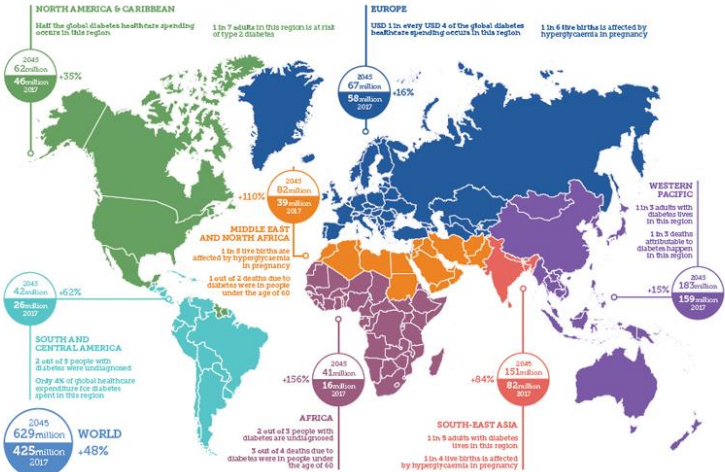 NORTH AMERICA & CARIBBEAN
Half the global diabetes healthcare spending
occurs in this region
1 in 7 adults in this region is at risk
of type 2 diabetes
2045
62million
46million
2017
+35%
EUROPE
USD 1 in every USD 4 of the global diabetes
healthcare spending occurs in this region
1 in 6 live births is affected by
hyperglycaemia in pregnancy
2045
67million
58million
2017
+16%
2045
82million
39million
2017
+110%
MIDDLE EAST
AND NORTH AFRICA
1 in 5 live births are
affected by hyperglycaemia
in pregnancy
1 out of 2 deaths due to
diabetes were in people
under the age of 60
WESTERN
PACIFIC
1 in 3 adults with
diabetes lives
in this region
1 in 3 deaths
attributable to
diabetes happen
in this region
2045
183million
159million
2017
+15%
2045
42million
26million
2017
+62%
SOUTH AND
CENTRAL AMERICA
2 out of 5 people with
diabetes were undiagnosed
Only 4% of global healthcare
expenditure for diabetes
spent in this region
2045
41million
16million
2017
+156%
AFRICA
2 out of 3 people with
diabetes are undiagnosed
3 out of 4 deaths due to
diabetes were in people under
the age of 60
2045
151million
82million
2017
+84%
SOUTH-EAST ASIA
1 in 5 adults with diabetes
lives in this region
1 in 4 live births is affected
by hyperglycaemia in pregnancy
2045
629million
425million
2017
WORLD
+48%